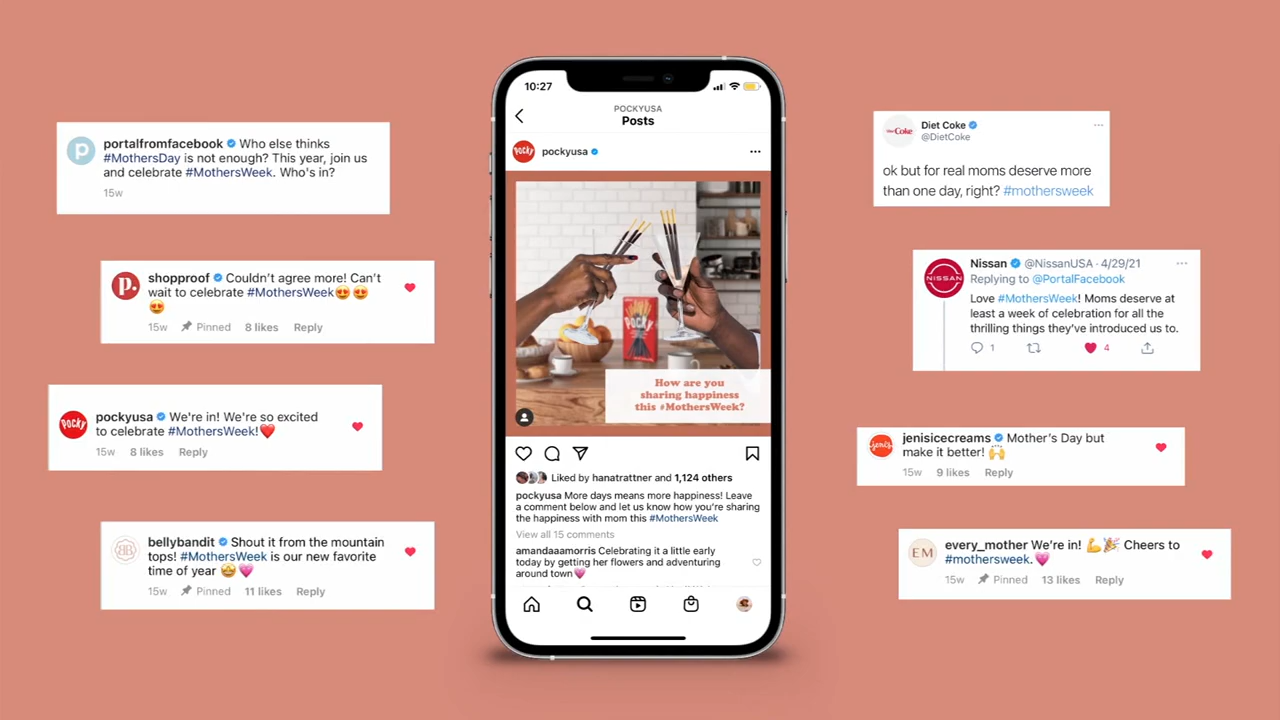 portalfromfacebook Who else thinks
#MothersDay is not enough? This year, join us
and celebrate #MothersWeek. Who's in?
15w
shopproof Couldn't agree more! Can't
wait to celebrate #MothersWeek😍😍
😍
15w Pinned 8 likes Reply
pockyusa We're in! We're so excited
to celebrate #MothersWeek!❤️
15w 8 likes Reply
bellybandit Shout it from the mountain
tops! #MothersWeek is our new favorite
time of year 🤩💗
15w Pinned 11 likes Reply
10:27
POCKYUSA
Posts
POCKY
pockyusa
POCKY
How are you
sharing happiness
this #MothersWeek?
Liked by hanatrattner and 1,124 others
pockyusa More days means more happiness! Leave
a comment below and let us know how you're sharing
the happiness with mom this #MothersWeek
View all 15 comments
amandaaamorris Celebrating it a little early
today by getting her flowers and adventuring
around town💗
Diet Coke
@DietCoke
ok but for real moms deserve more
than one day, right? #mothersweek
NISSAN
Nissan @NissanUSA · 4/29/21
Replying to @PortalFacebook
Love #MothersWeek! Moms deserve at
least a week of celebration for all the
thrilling things they've introduced us to.
1 4
jeni's
jenisicecreams Mother's Day but
make it better! 🙌
15w 9 likes Reply
EM
every_mother We're in! 💪🎉 Cheers to
#mothersweek.💗
15w Pinned 13 likes Reply